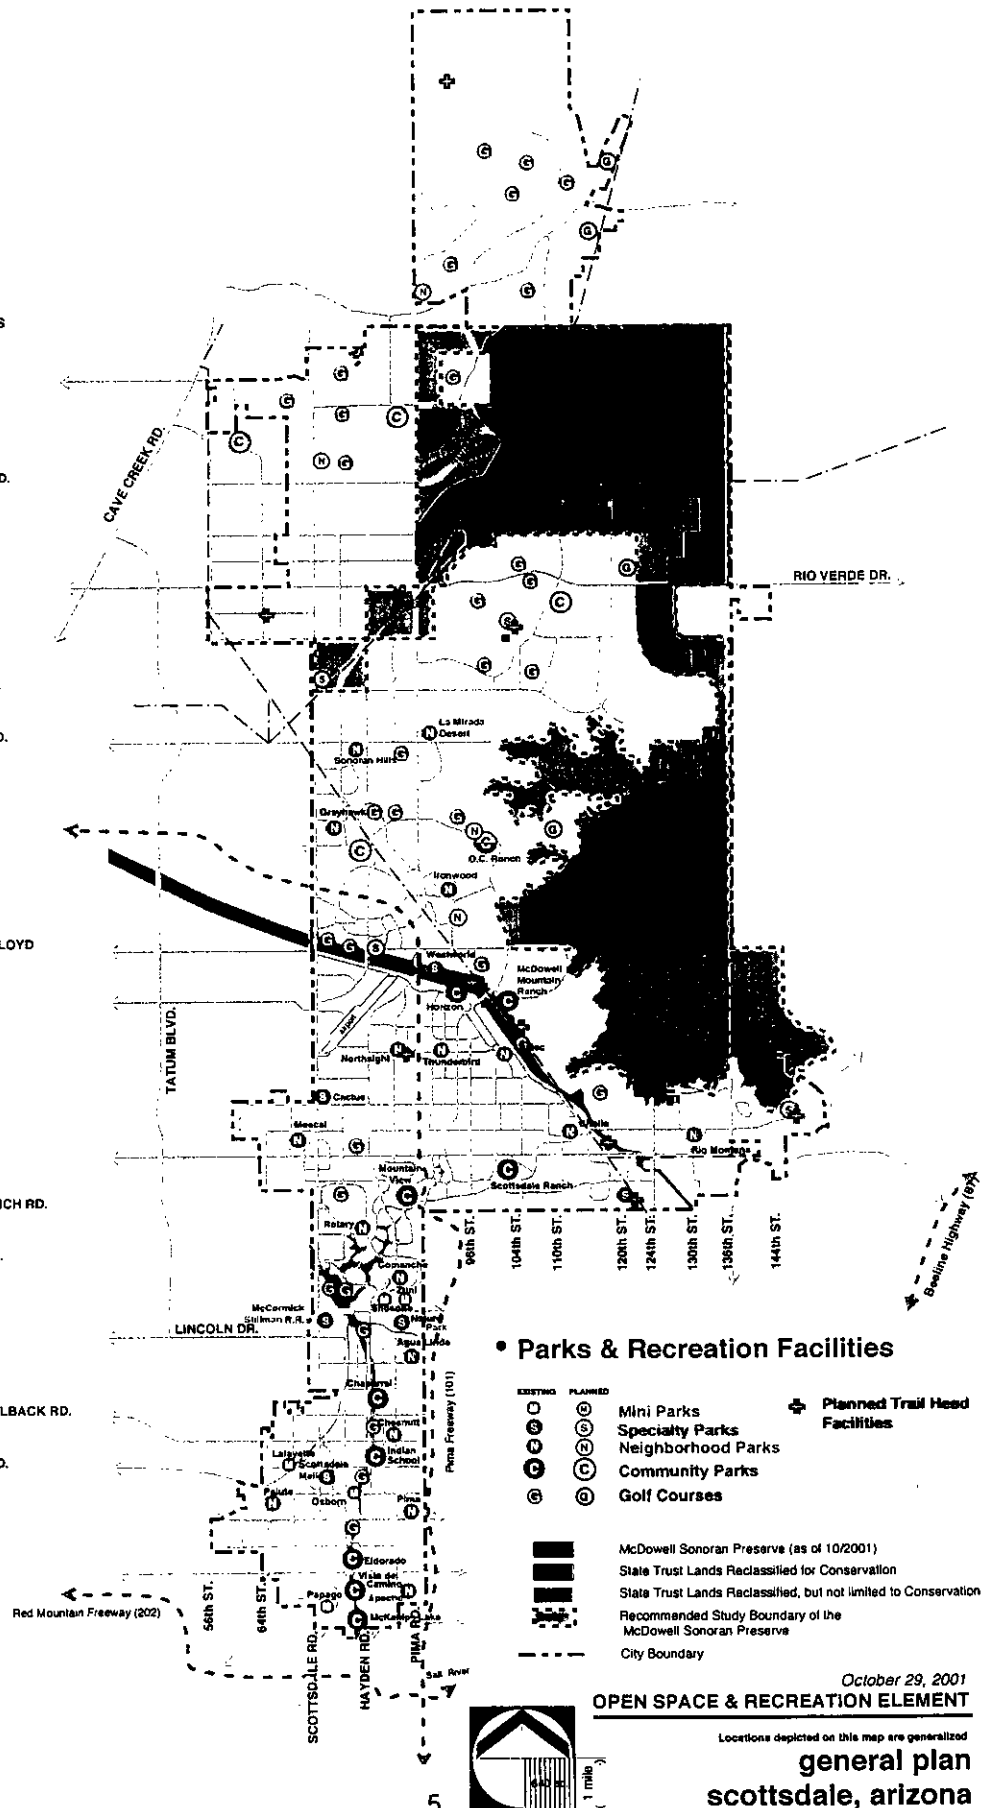 S
CAVE CREEK RD.
D.
RIO VERDE DR.
La Mirada
Desert
Sonoran Hills
D.
Grayhawk
D.C. Ranch
Ironwood
LOYD
Westworld
McDowell
Mountain
Ranch
Horizon
Airport
Northsight
Thunderbird
TATUM BLVD.
Cactus
Mescal
Rio Montana
Mountain
View
Scottsdale Ranch
NCH RD.
Rotary
96th ST.
104th ST.
110th ST.
120th ST.
124th ST.
130th ST.
136th ST.
144th ST.
Beeline Highway (87)
Comanche
Zuni
Shoshone
McCormick
Stillman R.R.
Nature
Park
LINCOLN DR.
Agua Linda
Chaparral
LBACK RD.
Chesnutt
Indian
School
Lafayette
Scottsdale
Mall
D.
Paiute
Osborn
Pima
Pima Freeway (101)
Eldorado
Vista del
Camino
Apache
Papago
McKellips Lake
Red Mountain Freeway (202)
56th ST.
64th ST.
SCOTTSDALE RD.
HAYDEN RD.
PIMA RD.
Salt River
• Parks & Recreation Facilities
EXISTING PLANNED
Mini Parks
S S Specialty Parks
N N Neighborhood Parks
C C Community Parks
G G Golf Courses
Planned Trail Head
Facilities
McDowell Sonoran Preserve (as of 10/2001)
State Trust Lands Reclassified for Conservation
State Trust Lands Reclassified, but not limited to Conservation
Recommended Study Boundary of the
McDowell Sonoran Preserve
City Boundary
October 29, 2001
OPEN SPACE & RECREATION ELEMENT
Locations depicted on this map are generalized
general plan
scottsdale, arizona
1 mile
5